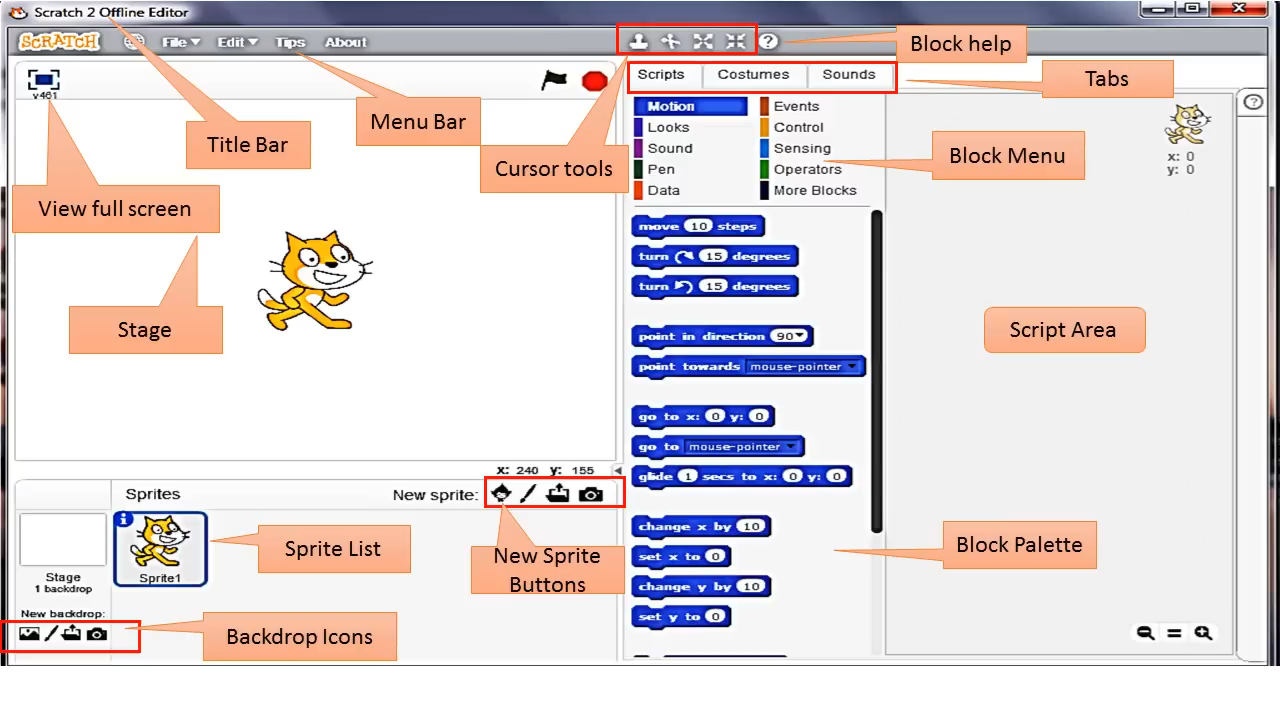 Scratch 2 Offline Editor
SCRATCH File Edit Tips About
Block help
Scripts Costumes Sounds
Tabs
v461
Menu Bar
Title Bar
Cursor tools
View full screen
Stage
Motion Events
Looks Control
Sound Sensing
Pen Operators
Data More Blocks
Block Menu
x: 0
y: 0
move 10 steps
turn 15 degrees
turn 15 degrees
point in direction 90
point towards mouse-pointer
go to x: 0 y: 0
go to mouse-pointer
glide 1 secs to x: 0 y: 0
change x by 10
set x to 0
change y by 10
set y to 0
Script Area
Block Palette
x: 240 y: 155
Sprites New sprite:
Sprite1
Sprite List
New Sprite
Buttons
Stage
1 backdrop
New backdrop:
Backdrop Icons